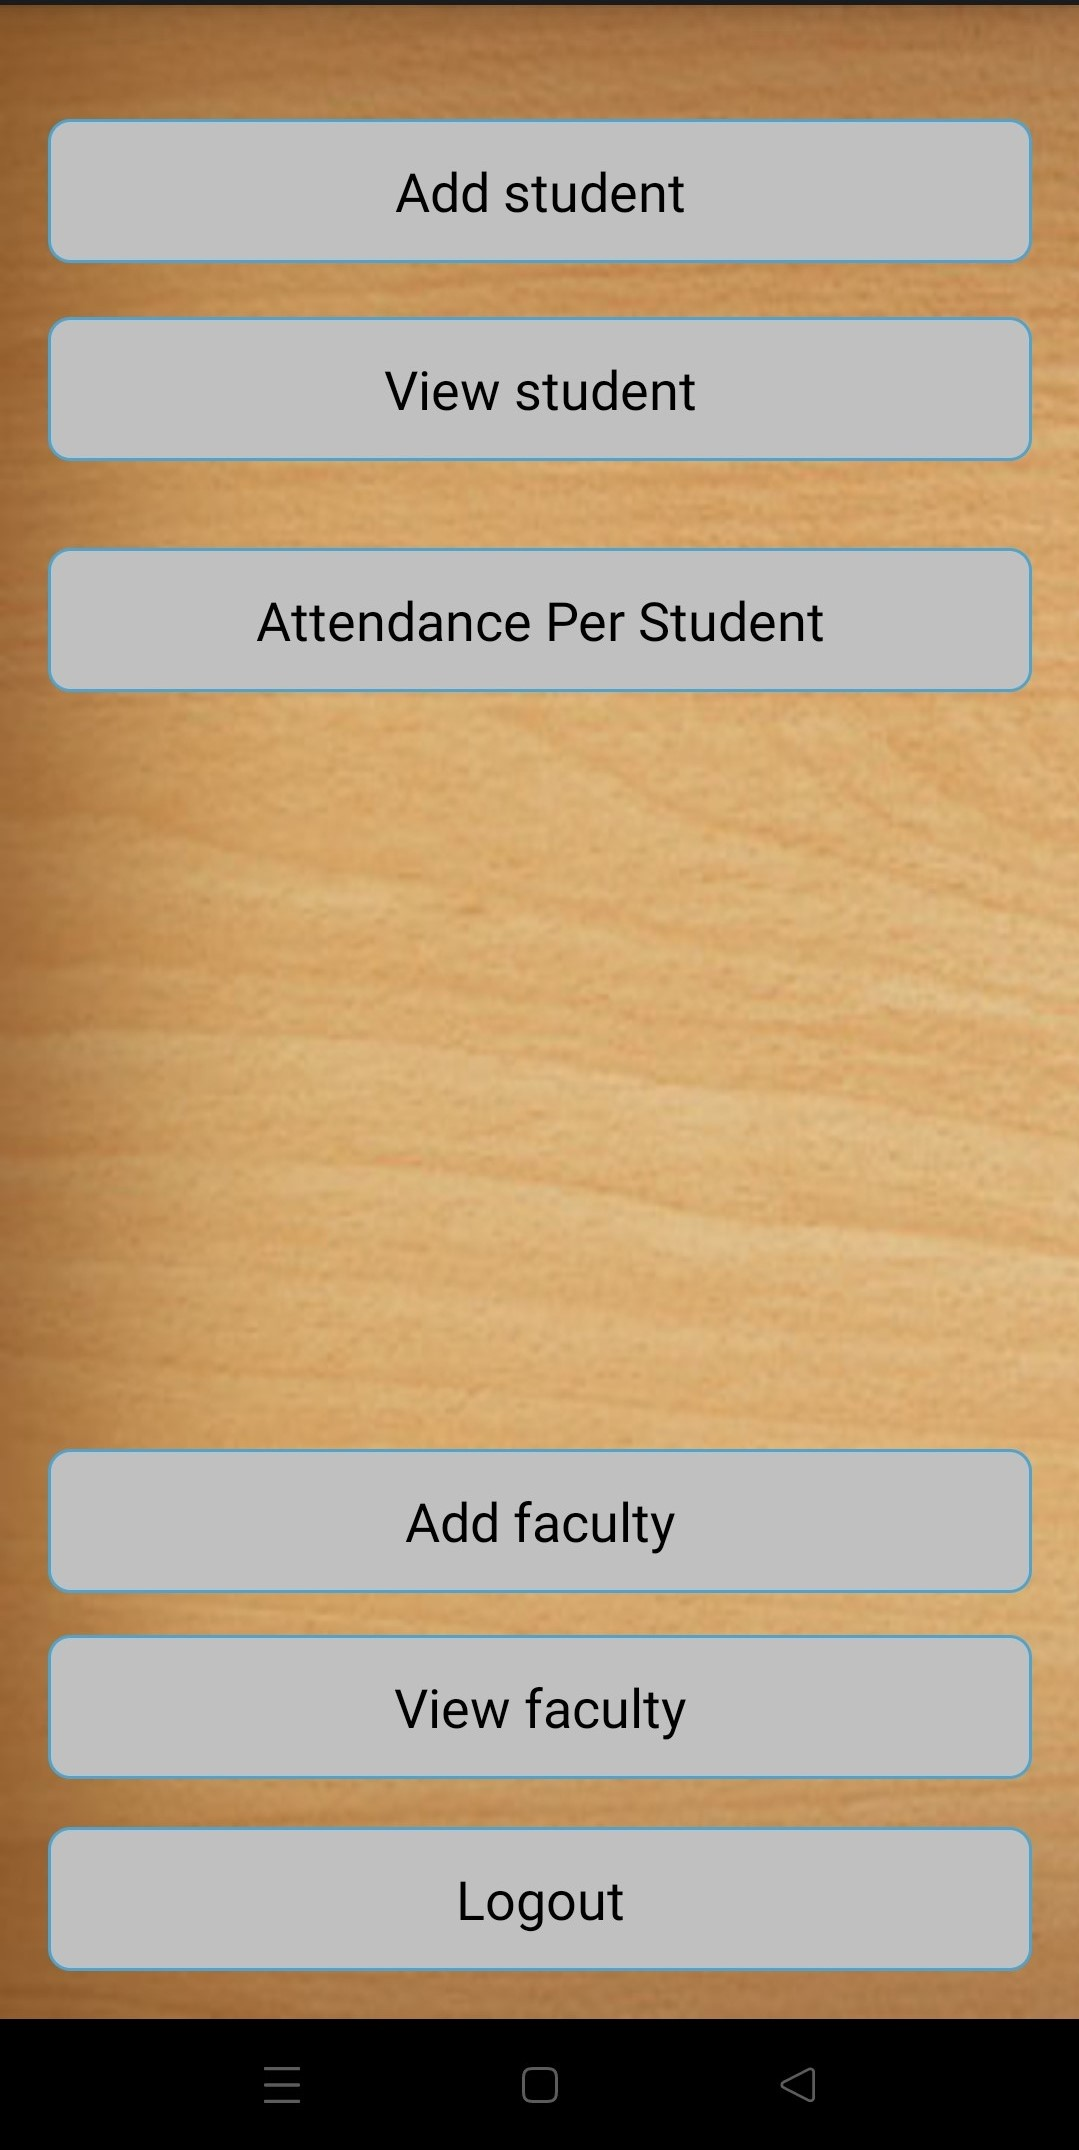 Add student
View student
Attendance Per Student
Add faculty
View faculty
Logout